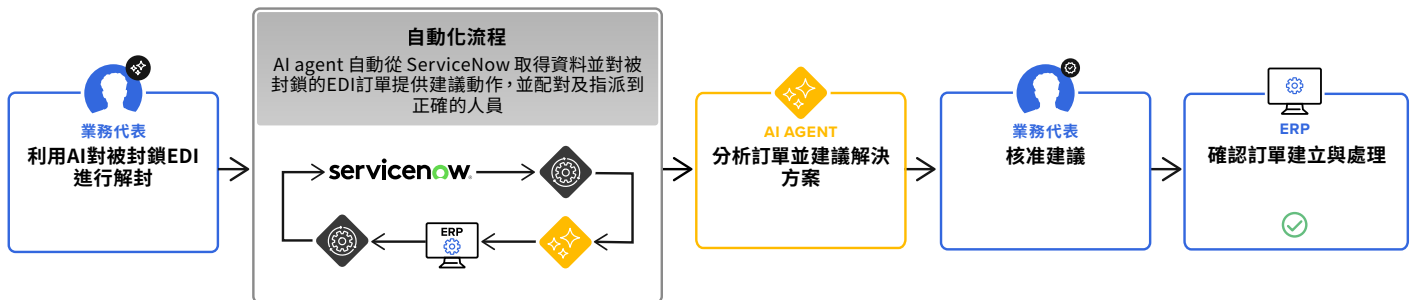 業務代表
利用AI對被封鎖EDI
進行解封
自動化流程
AI agent 自動從 ServiceNow 取得資料並對被
封鎖的EDI訂單提供建議動作，並配對及指派到
正確的人員
servicenow
ERP
AI AGENT
分析訂單並建議解決
方案
業務代表
核准建議
ERP
確認訂單建立與處理